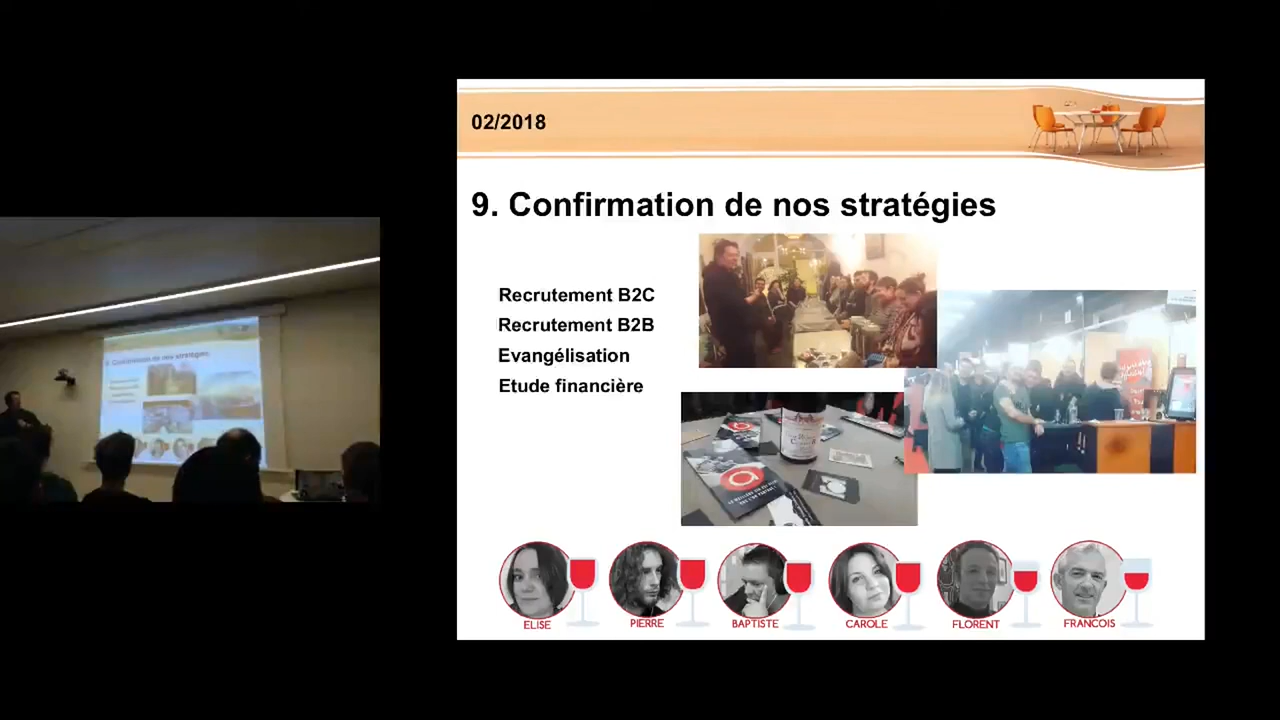 02/2018
9. Confirmation de nos stratégies
Recrutement B2C
Recrutement B2B
Evangélisation
Etude financière
ELISE
PIERRE
BAPTISTE
CAROLE
FLORENT
FRANCOIS